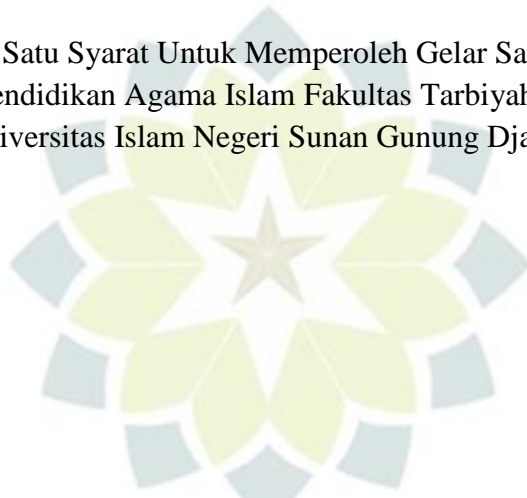 Satu Syarat Untuk Memperoleh Gelar Sa
endidikan Agama Islam Fakultas Tarbiyah
iversitas Islam Negeri Sunan Gunung Dja